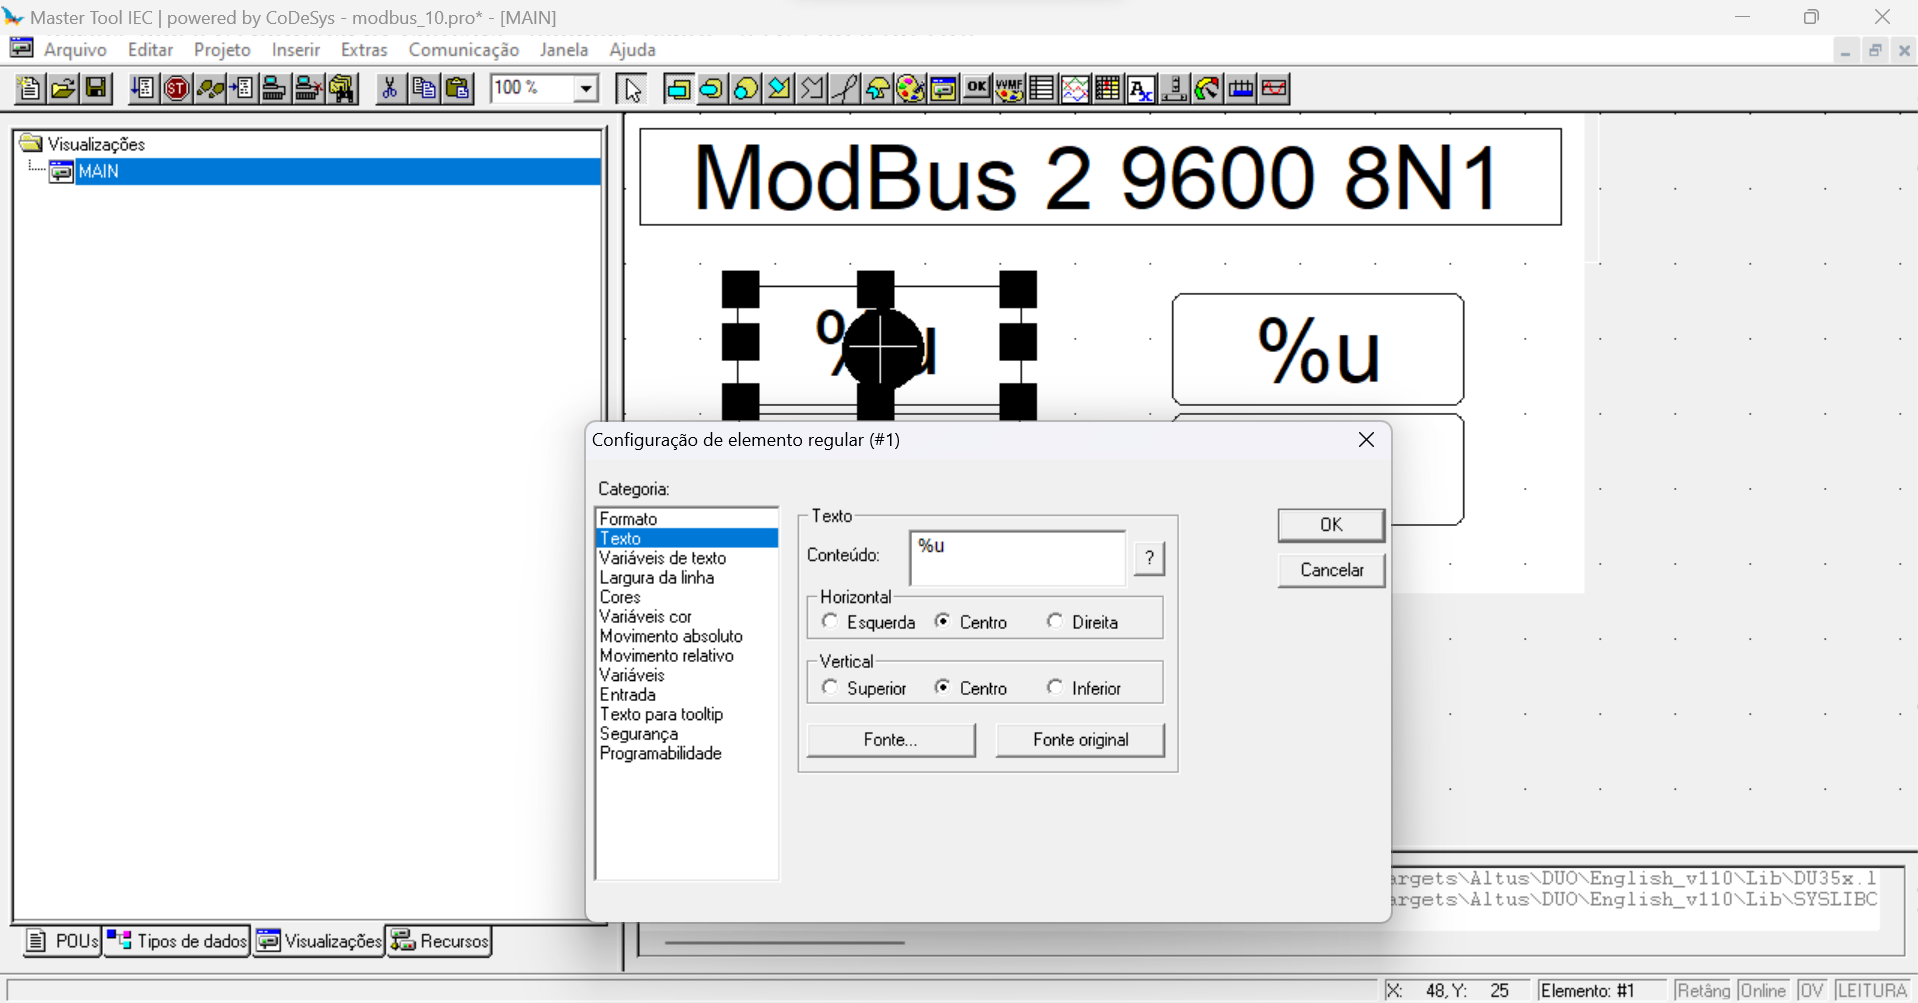 Master Tool IEC | powered by CoDeSys - modbus_10.pro* - [MAIN]
Arquivo Editar Projeto Inserir Extras Comunicação Janela Ajuda
100 %
ST
OK
WMF
Visualizações
MAIN
ModBus 2 9600 8N1
%u
%u
Configuração de elemento regular (#1)
Categoria:
Formato
Texto
Variáveis de texto
Largura da linha
Cores
Variáveis cor
Movimento absoluto
Movimento relativo
Variáveis
Entrada
Texto para tooltip
Segurança
Programabilidade
Texto
Conteúdo:
%u
?
Horizontal
Esquerda Centro Direita
Vertical
Superior Centro Inferior
Fonte... Fonte original
OK
Cancelar
argets\Altus\DUO\English_v110\Lib\DU35x.l
argets\Altus\DUO\English_v110\Lib\SYSLIBC
POUs Tipos de dados Visualizações Recursos
X: 48,Y: 25 Elemento: #1 Retâng Online OV LEITURA